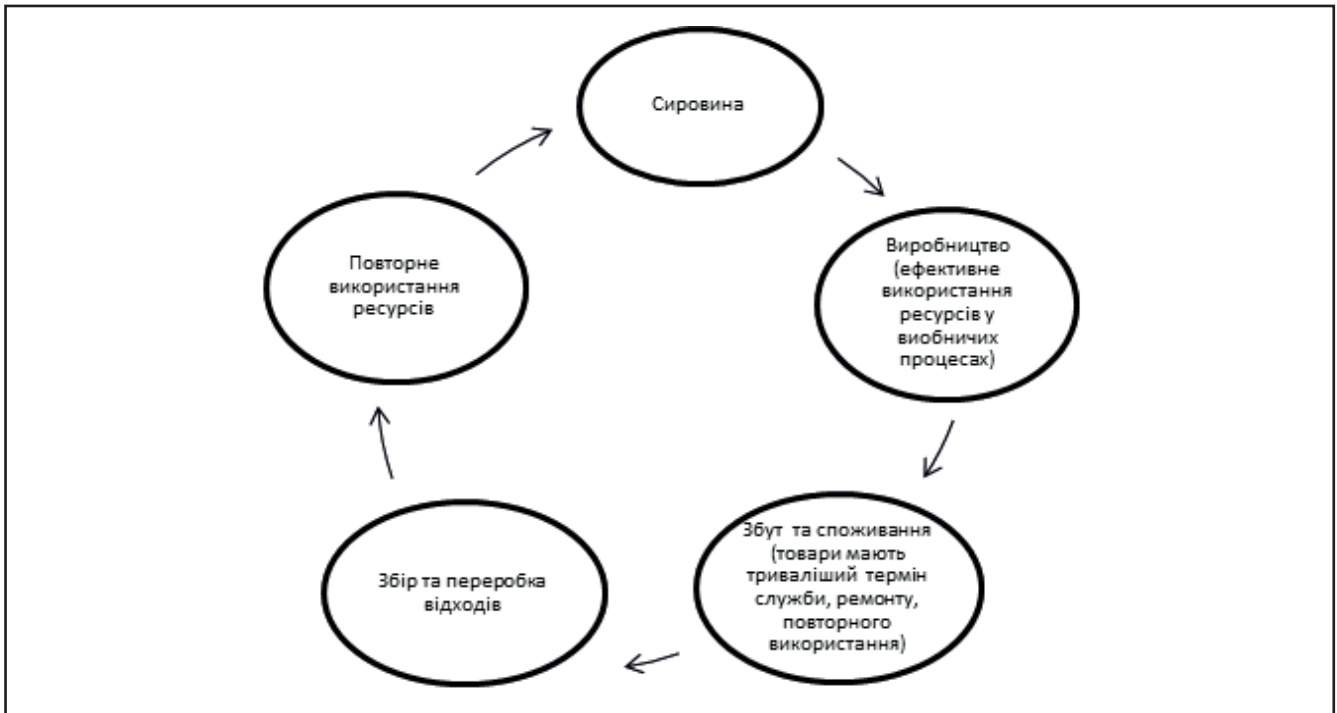 Сировина
Виробництво
(ефективне
використання
ресурсів у
виобничих
процесах)
Збут та споживання
(товари мають
триваліший термін
служби, ремонту,
повторного
використання)
Збір та переробка
відходів
Повторне
використання
ресурсів